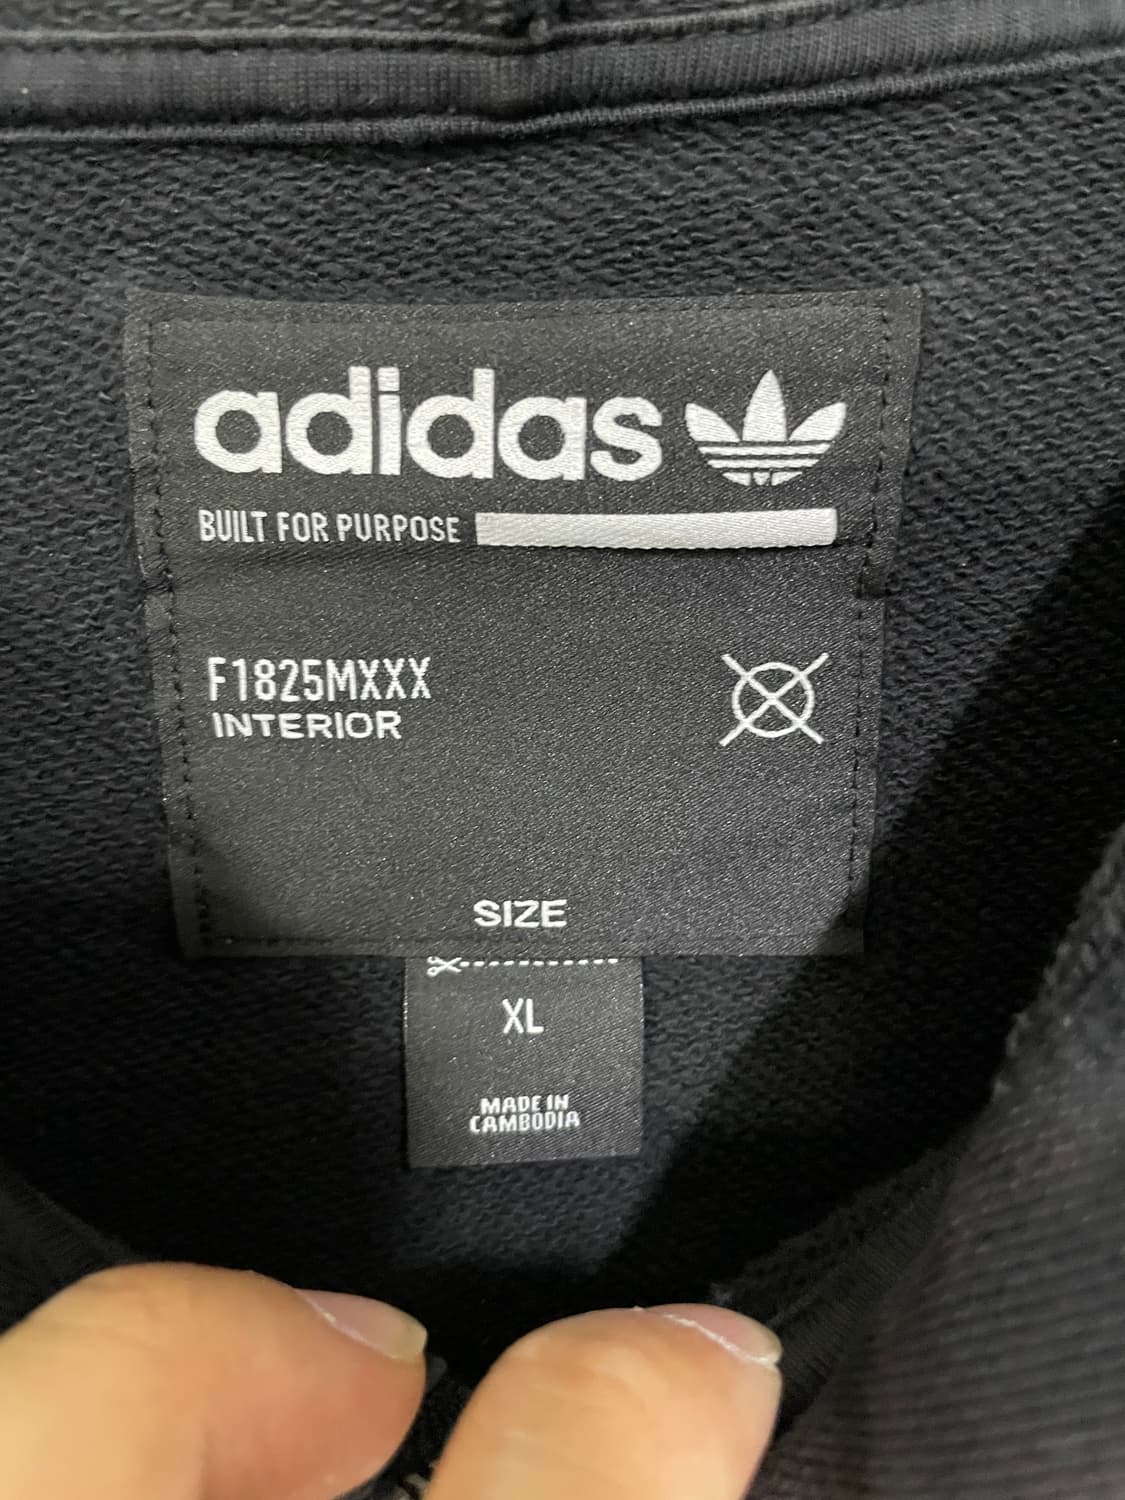 adidas
BUILT FOR PURPOSE
F1825MXXX
INTERIOR
SIZE
XL
MADE IN
CAMBODIA